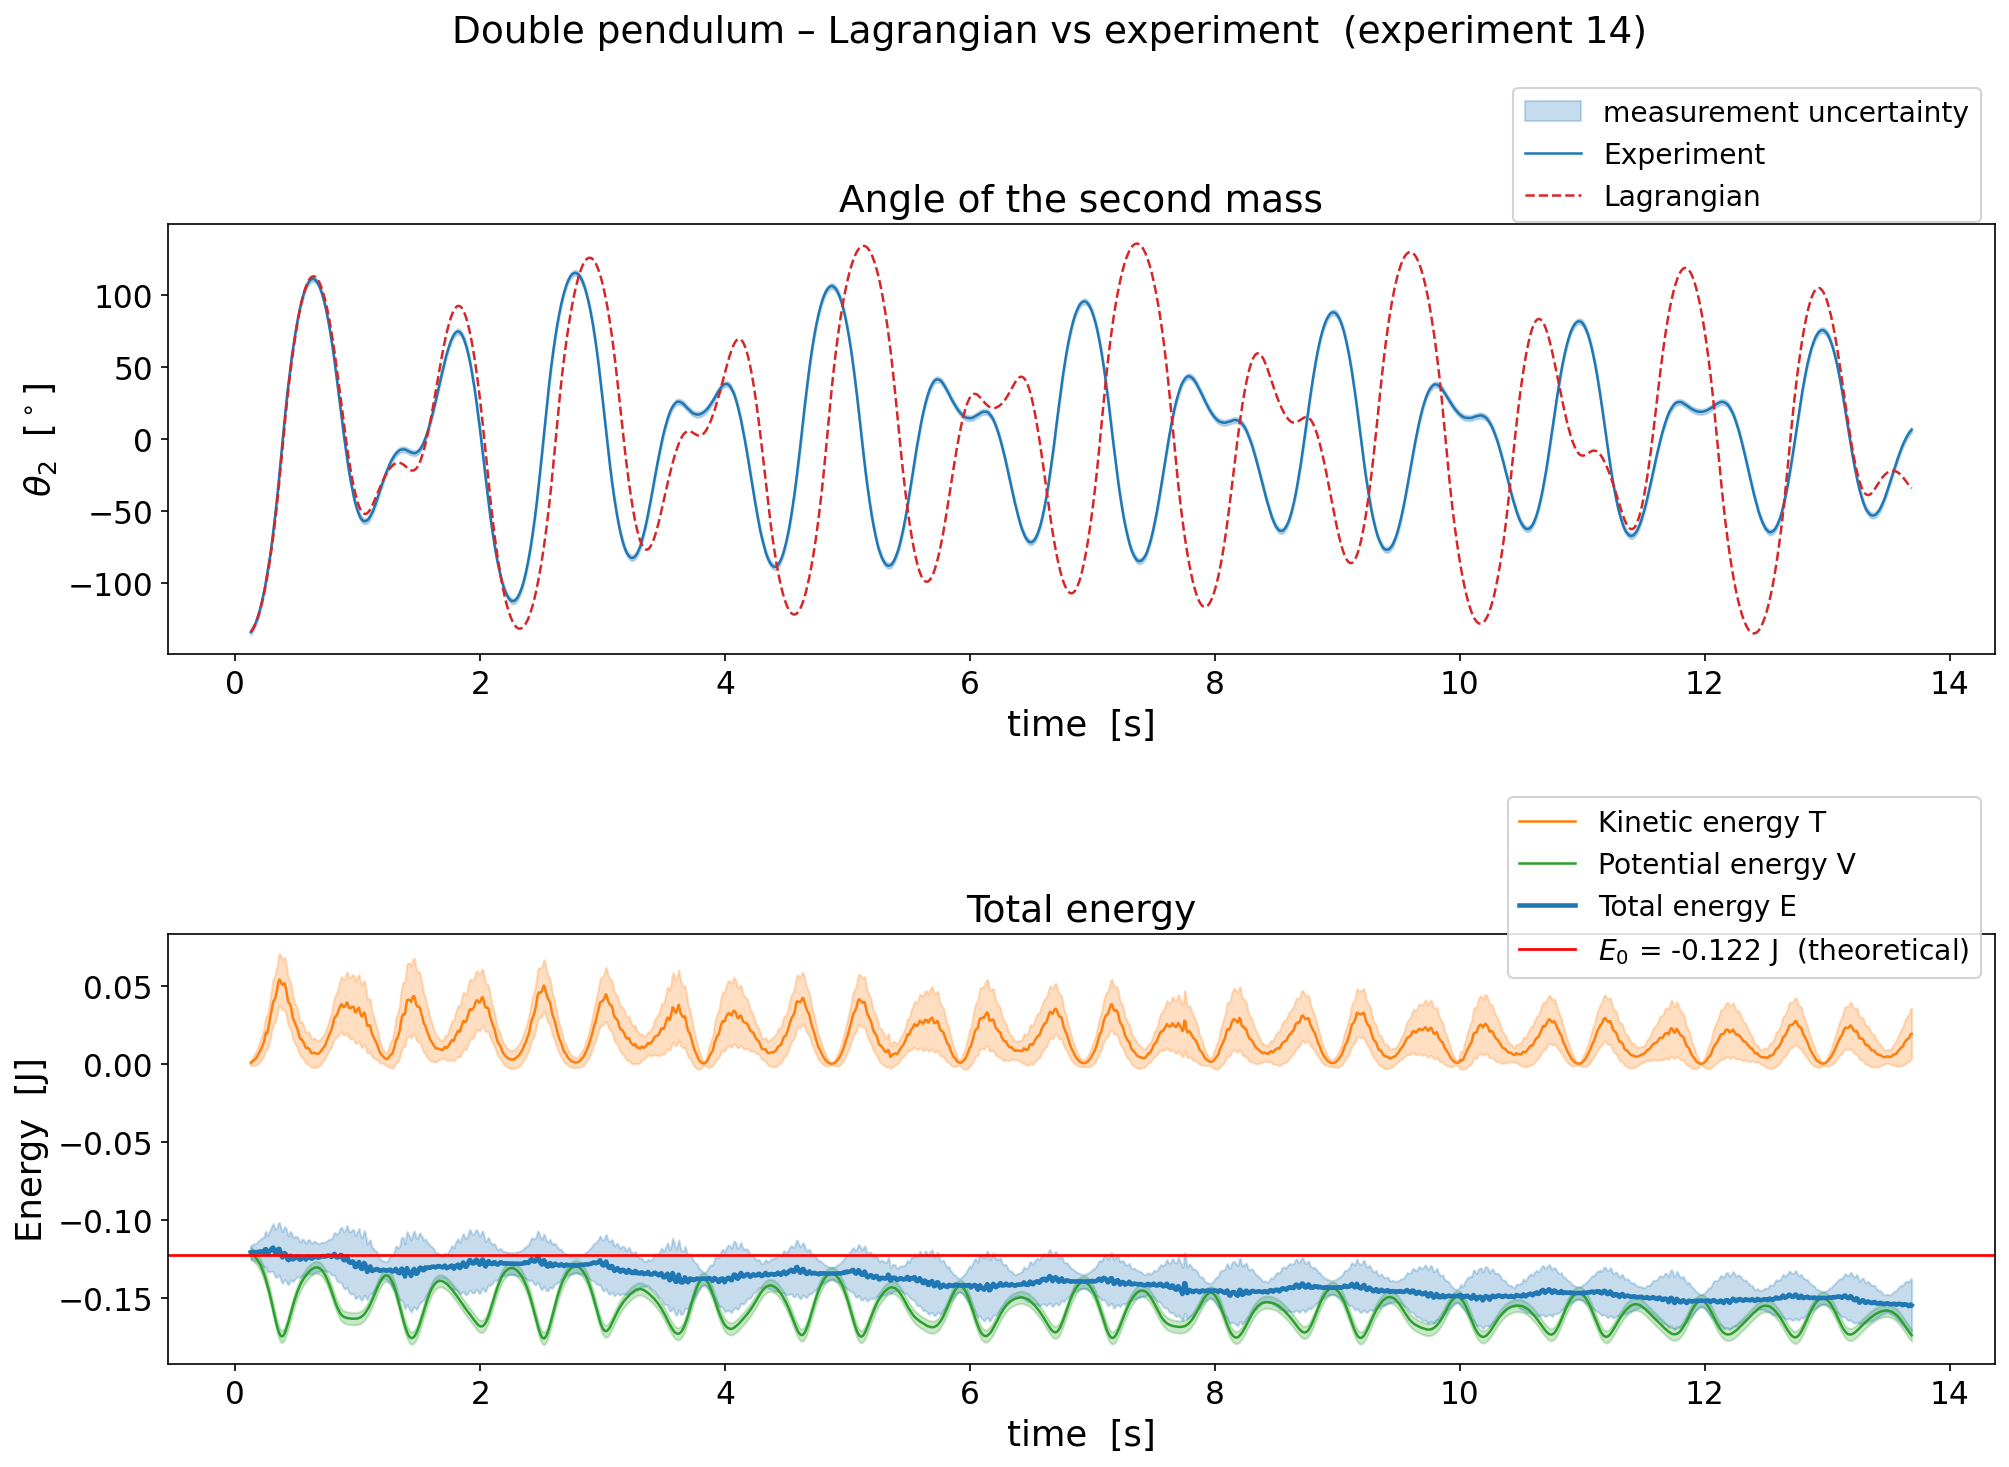 Double pendulum – Lagrangian vs experiment (experiment 14)
measurement uncertainty
Experiment
Lagrangian
Angle of the second mass
100
50
0
−50
−100
θ₂ [°]
0 2 4 6 8 10 12 14
time [s]
Kinetic energy T
Potential energy V
Total energy E
E₀ = -0.122 J (theoretical)
Total energy
0.05
0.00
−0.05
−0.10
−0.15
Energy [J]
0 2 4 6 8 10 12 14
time [s]